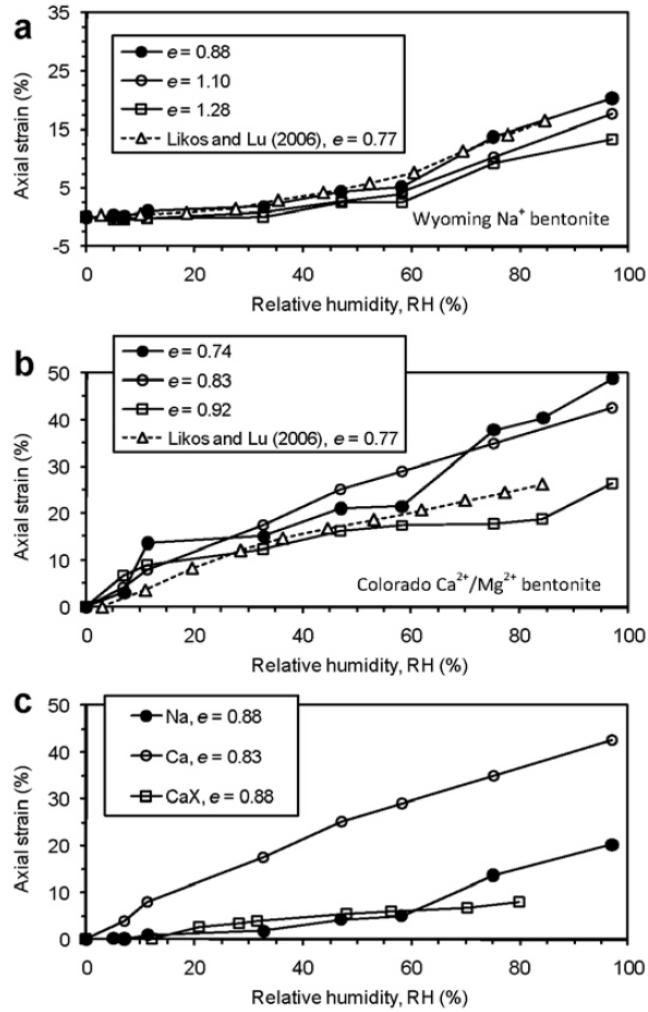 a
35
25
15
5
-5
Axial strain (%)
e = 0.88
e = 1.10
e = 1.28
Likos and Lu (2006), e = 0.77
Wyoming Na⁺ bentonite
0 20 40 60 80 100
Relative humidity, RH (%)
b
50
40
30
20
10
0
Axial strain (%)
e = 0.74
e = 0.83
e = 0.92
Likos and Lu (2006), e = 0.77
Colorado Ca²⁺/Mg²⁺ bentonite
0 20 40 60 80 100
Relative humidity, RH (%)
c
50
40
30
20
10
0
Axial strain (%)
Na, e = 0.88
Ca, e = 0.83
CaX, e = 0.88
0 20 40 60 80 100
Relative humidity, RH (%)